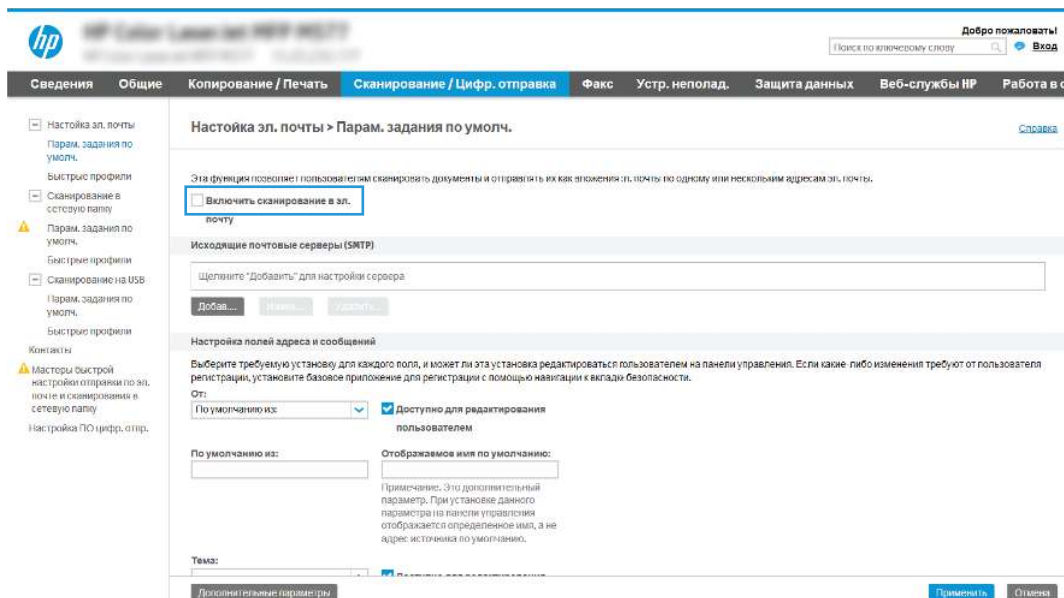 hp
Добро пожаловать!
Поиск по ключевому слову
Вход
Сведения Общие Копирование / Печать Сканирование / Цифр. отправка Факс Устр. неполад. Защита данных Веб-службы HP Работа в с
Настойка эл. почты
Парам. задания по
умолч.
Быстрые профили
Сканирование в
сетевую папку
Парам. задания по
умолч.
Быстрые профили
Сканирование на USB
Парам. задания по
умолч.
Быстрые профили
Контакты
Мастеры быстрой
настройки отправки по эл.
почте и сканирования в
сетевую папку
Настройка ПО цифр. отпр.
Настойка эл. почты > Парам. задания по умолч.
Справка
Эта функция позволяет пользователям сканировать документы и отправлять их как вложения эл. почты по одному или нескольким адресам эл. почты.
Включить сканирование в эл.
почту
Исходящие почтовые серверы (SMTP)
Щелкните "Добавить" для настройки сервера
Добав... Измен... Удалить...
Настройка полей адреса и сообщений
Выберите требуемую установку для каждого поля, и может ли эта установка редактироваться пользователем на панели управления. Если какие-либо изменения требуют от пользователя
регистрации, установите базовое приложение для регистрации с помощью навигации к вкладке безопасности.
От:
По умолчанию из:
Доступно для редактирования
пользователем
По умолчанию из: Отображаемое имя по умолчанию:
Примечание. Это дополнительный
параметр. При установке данного
параметра на панели управления
отображается определенное имя, а не
адрес источника по умолчанию.
Тема:
Дополнительные параметры
Применить Отмена